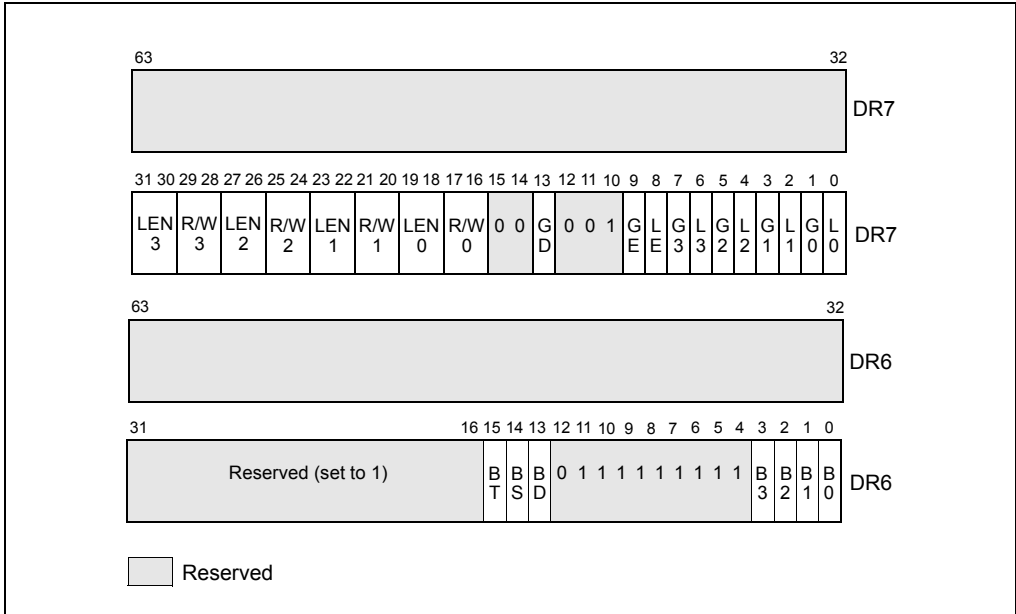 63 32
DR7
31 30 29 28 27 26 25 24 23 22 21 20 19 18 17 16 15 14 13 12 11 10 9 8 7 6 5 4 3 2 1 0
LEN 3 R/W 3 LEN 2 R/W 2 LEN 1 R/W 1 LEN 0 R/W 0 0 0 G D 0 0 1 G E L E G 3 L 3 G 2 L 2 G 1 L 1 G 0 L 0 DR7
63 32
DR6
31 16 15 14 13 12 11 10 9 8 7 6 5 4 3 2 1 0
Reserved (set to 1) B T B S B D 0 1 1 1 1 1 1 1 1 B 3 B 2 B 1 B 0 DR6
Reserved